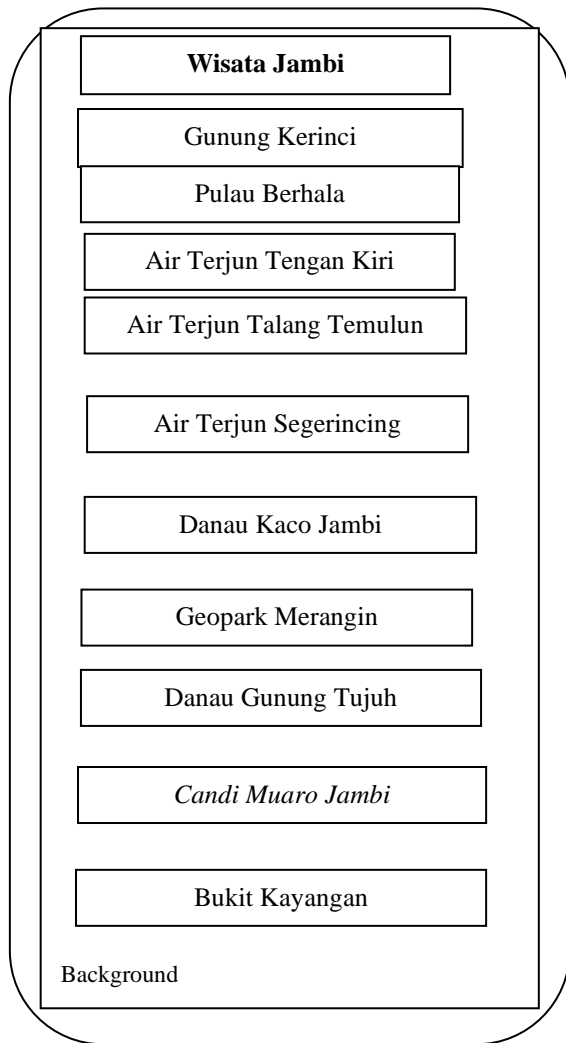 Wisata Jambi
Gunung Kerinci
Pulau Berhala
Air Terjun Tengan Kiri
Air Terjun Talang Temulun
Air Terjun Segerincing
Danau Kaco Jambi
Geopark Merangin
Danau Gunung Tujuh
Candi Muaro Jambi
Bukit Kayangan
Background